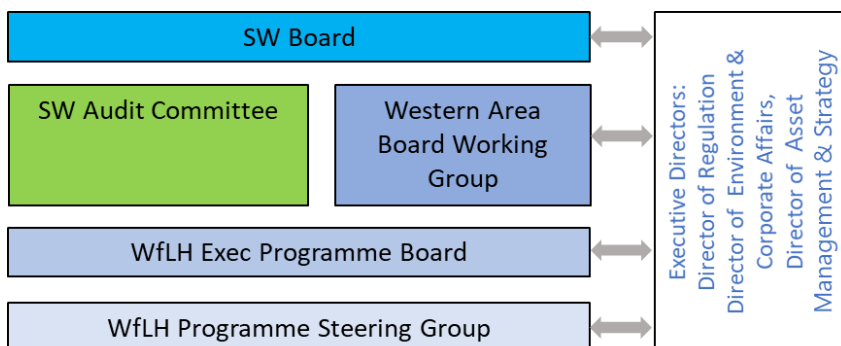 SW Board
SW Audit Committee
Western Area
Board Working
Group
WfLH Exec Programme Board
WfLH Programme Steering Group
Executive Directors:
Director of Regulation
Director of Environment &
Corporate Affairs,
Director of Asset
Management & Strategy